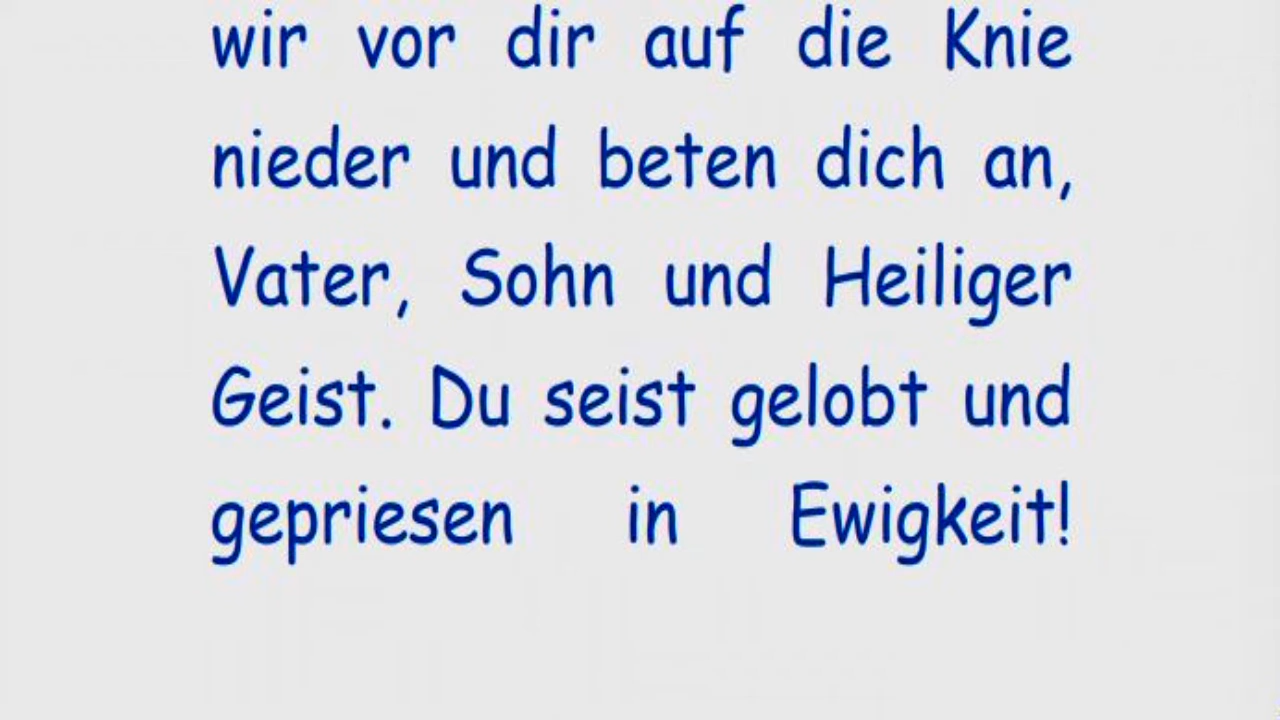 wir vor dir auf die Knie
nieder und beten dich an,
Vater, Sohn und Heiliger
Geist. Du seist gelobt und
gepriesen in Ewigkeit!